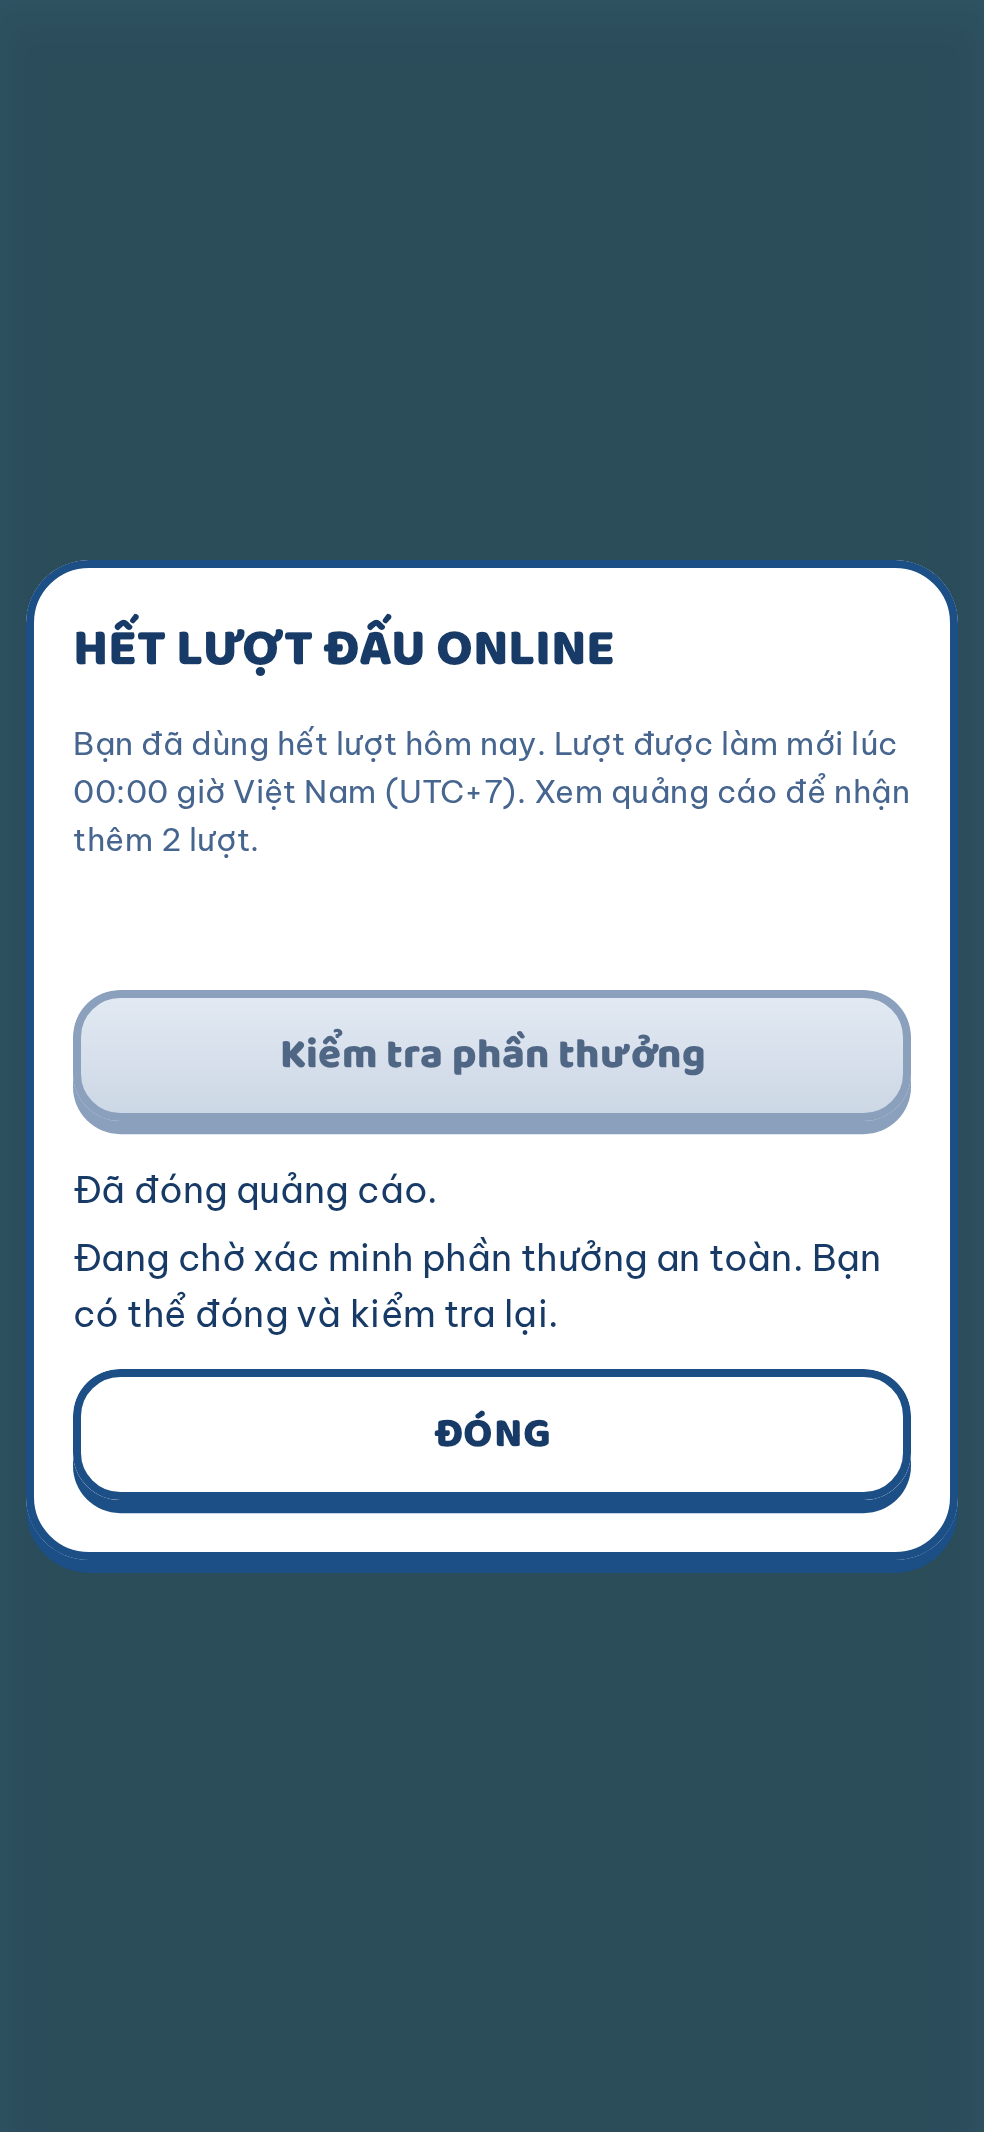 HẾT LƯỢT ĐẤU ONLINE
Bạn đã dùng hết lượt hôm nay. Lượt được làm mới lúc
00:00 giờ Việt Nam (UTC+7). Xem quảng cáo để nhận
thêm 2 lượt.
Kiểm tra phần thưởng
Đã đóng quảng cáo.
Đang chờ xác minh phần thưởng an toàn. Bạn
có thể đóng và kiểm tra lại.
ĐÓNG